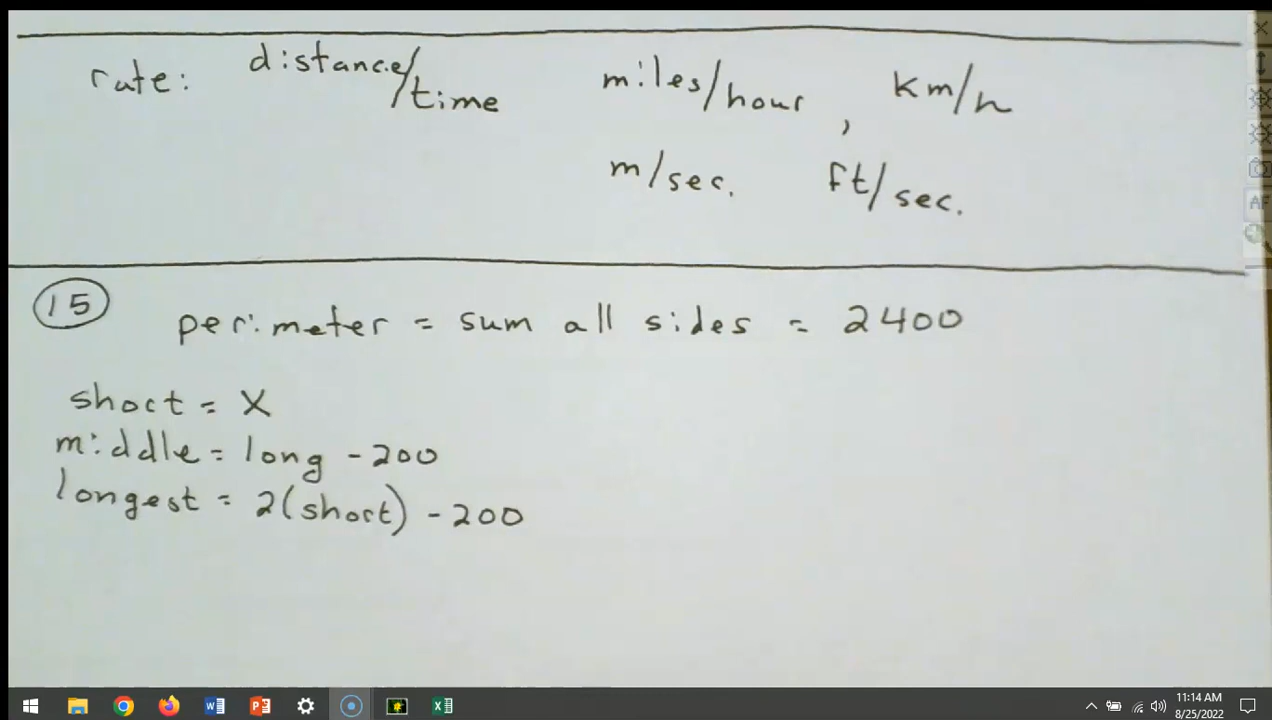 rate: distance/time miles/hour, km/h
m/sec. ft/sec.
15 perimeter = sum all sides = 2400
short = X
middle = long - 200
longest = 2(short) - 200
AF
11:14 AM
8/25/2022